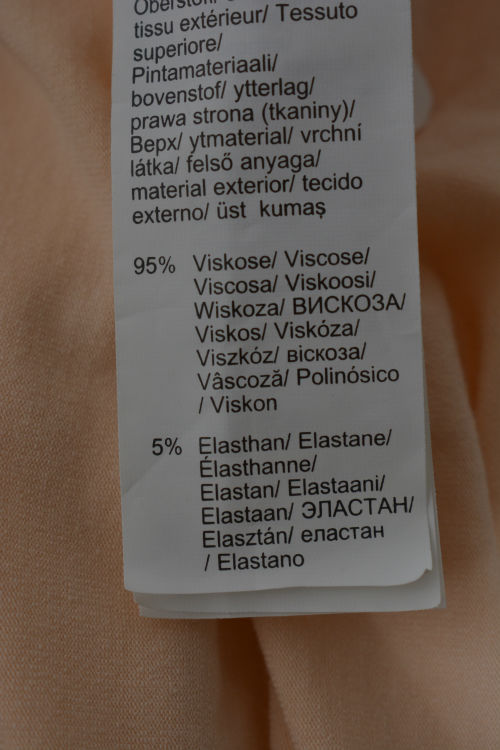 Oberstoff/
tissu extérieur/ Tessuto
superiore/
Pintamateriaali/
bovenstof/ ytterlag/
prawa strona (tkaniny)/
Верх/ ytmaterial/ vrchní
látka/ felső anyaga/
material exterior/ tecido
externo/ üst kumaş
95% Viskose/ Viscose/
Viscosa/ Viskoosi/
Wiskoza/ ВИСКОЗА/
Viskos/ Viskóza/
Viszkóz/ віскоза/
Vâscoză/ Polinósico
/ Viskon
5% Elasthan/ Elastane/
Élasthanne/
Elastan/ Elastaani/
Elastaan/ ЭЛАСТАН/
Elasztán/ еластан
/ Elastano